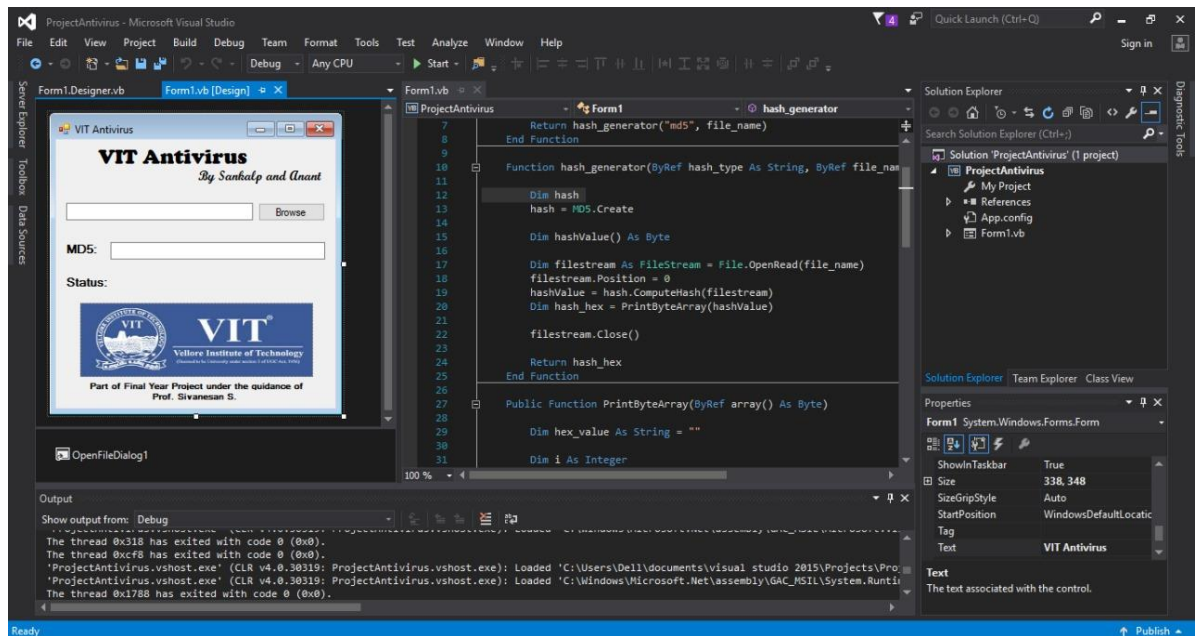 ProjectAntivirus - Microsoft Visual Studio
4
Quick Launch (Ctrl+Q)
File Edit View Project Build Debug Team Format Tools Test Analyze Window Help
Sign in
Debug
Any CPU
Start
Server Explorer
Toolbox
Data Sources
Form1.Designer.vb
Form1.vb [Design]
VIT Antivirus
VIT Antivirus
By Sankalp and Anant
Browse
MD5:
Status:
VIT
VIT
Vellore Institute of Technology
Part of Final Year Project under the guidance of
Prof. Sivanesan S.
OpenFileDialog1
Form1.vb
ProjectAntivirus
Form1
hash_generator
7 Return hash_generator("md5", file_name)
8 End Function
9
10 Function hash_generator(ByRef hash_type As String, ByRef file_nam
11
12 Dim hash
13 hash = MD5.Create
14
15 Dim hashValue() As Byte
16
17 Dim filestream As FileStream = File.OpenRead(file_name)
18 filestream.Position = 0
19 hashValue = hash.ComputeHash(filestream)
20 Dim hash_hex = PrintByteArray(hashValue)
21
22 filestream.Close()
23
24 Return hash_hex
25 End Function
26
27 Public Function PrintByteArray(ByRef array() As Byte)
28
29 Dim hex_value As String = ""
30
31 Dim i As Integer
100 %
Output
Show output from: Debug
The thread 0x318 has exited with code 0 (0x0).
The thread 0xcf8 has exited with code 0 (0x0).
'ProjectAntivirus.vshost.exe' (CLR v4.0.30319: ProjectAntivirus.vshost.exe): Loaded 'C:\Users\Dell\documents\visual studio 2015\Projects\Proj
'ProjectAntivirus.vshost.exe' (CLR v4.0.30319: ProjectAntivirus.vshost.exe): Loaded 'C:\Windows\Microsoft.Net\assembly\GAC_MSIL\System.Runti
The thread 0x1788 has exited with code 0 (0x0).
Solution Explorer
Search Solution Explorer (Ctrl+;)
Solution 'ProjectAntivirus' (1 project)
ProjectAntivirus
My Project
References
App.config
Form1.vb
Solution Explorer Team Explorer Class View
Properties
Form1 System.Windows.Forms.Form
ShowInTaskbar True
Size 338, 348
SizeGripStyle Auto
StartPosition WindowsDefaultLocatic
Tag
Text VIT Antivirus
Text
The text associated with the control.
Diagnostic Tools
Ready
Publish